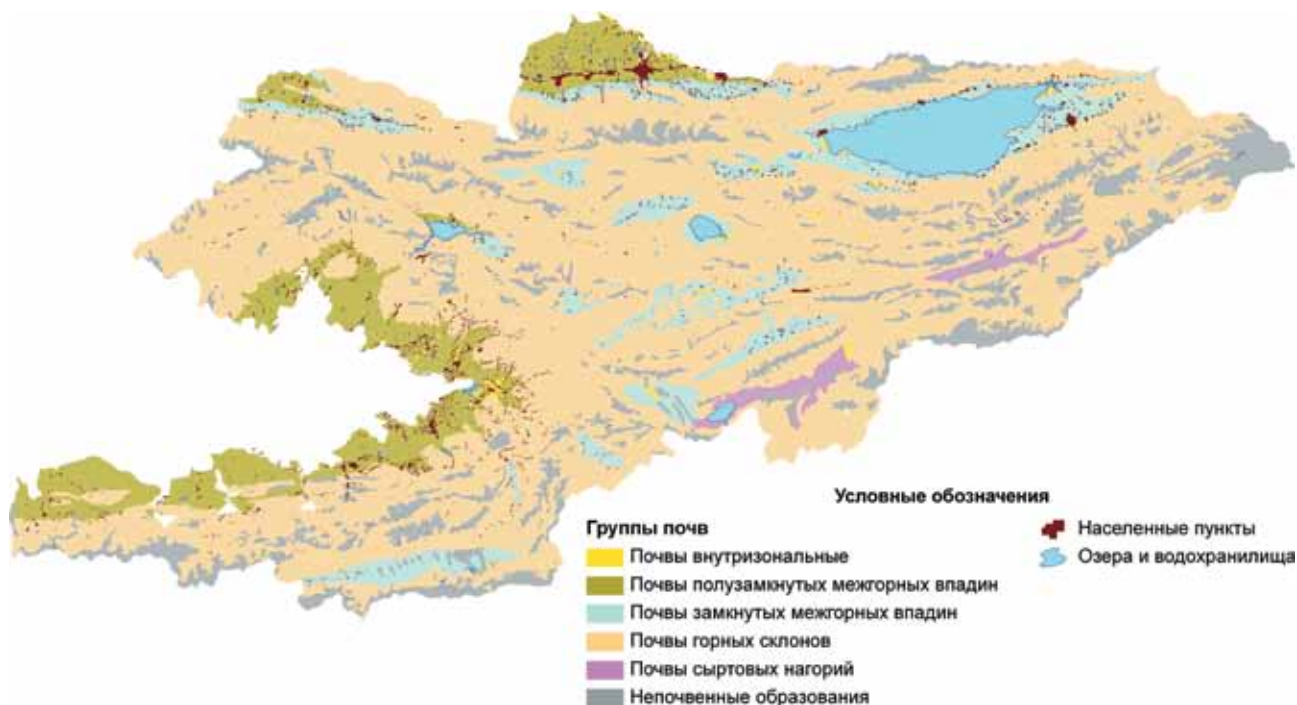 Условные обозначения
Группы почв
Почвы внутризональные
Почвы полузамкнутых межгорных впадин
Почвы замкнутых межгорных впадин
Почвы горных склонов
Почвы сыртовых нагорий
Непочвенные образования
Населенные пункты
Озера и водохранилища